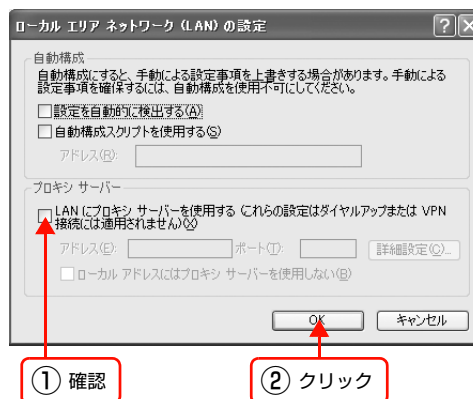 ローカル エリア ネットワーク (LAN) の設定
自動構成
自動構成にすると、手動による設定事項を上書きする場合があります。手動による
設定事項を確保するには、自動構成を使用不可にしてください。
設定を自動的に検出する(A)
自動構成スクリプトを使用する(S)
アドレス(R):
プロキシ サーバー
LAN にプロキシ サーバーを使用する (これらの設定はダイヤルアップまたは VPN
接続には適用されません)(X)
アドレス(E): ポート(T): 詳細設定(C)...
ローカル アドレスにはプロキシ サーバーを使用しない(B)
OK キャンセル
① 確認 ② クリック